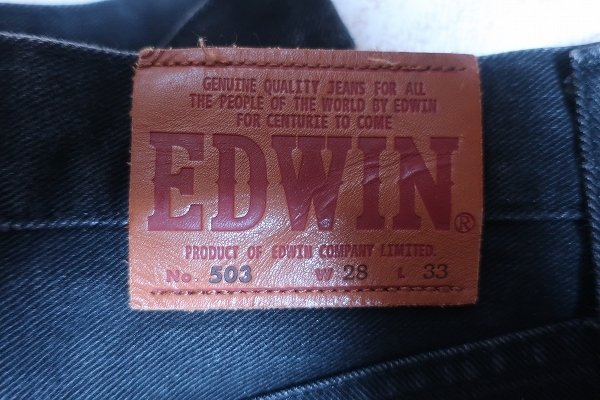 GENUINE QUALITY JEANS FOR ALL
THE PEOPLE OF THE WORLD BY EDWIN
FOR CENTURIE TO COME
EDWIN®
PRODUCT OF EDWIN COMPANY LIMITED.
No. 503 W 28 L 33